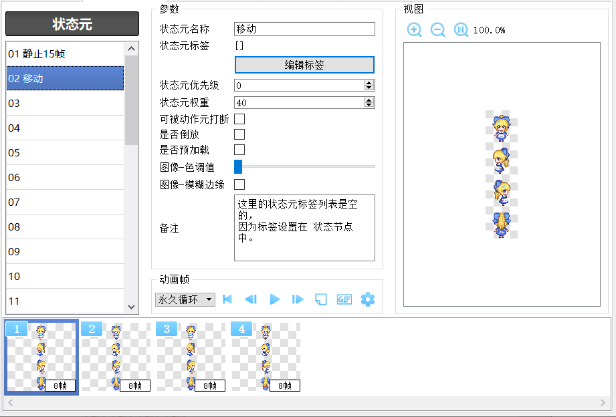 状态元
01 静止15帧
02 移动
03
04
05
06
07
08
09
10
11
参数
状态元名称 移动
状态元标签 []
编辑标签
状态元优先级 0
状态元权重 40
可被动作元打断
是否倒放
是否预加载
图像-色调值
图像-模糊边缘
备注
这里的状态元标签列表是空
的，
因为标签设置在 状态节点
中。
动画帧
永久循环
GIF
视图
100.0%
1
8帧
2
8帧
3
8帧
4
8帧